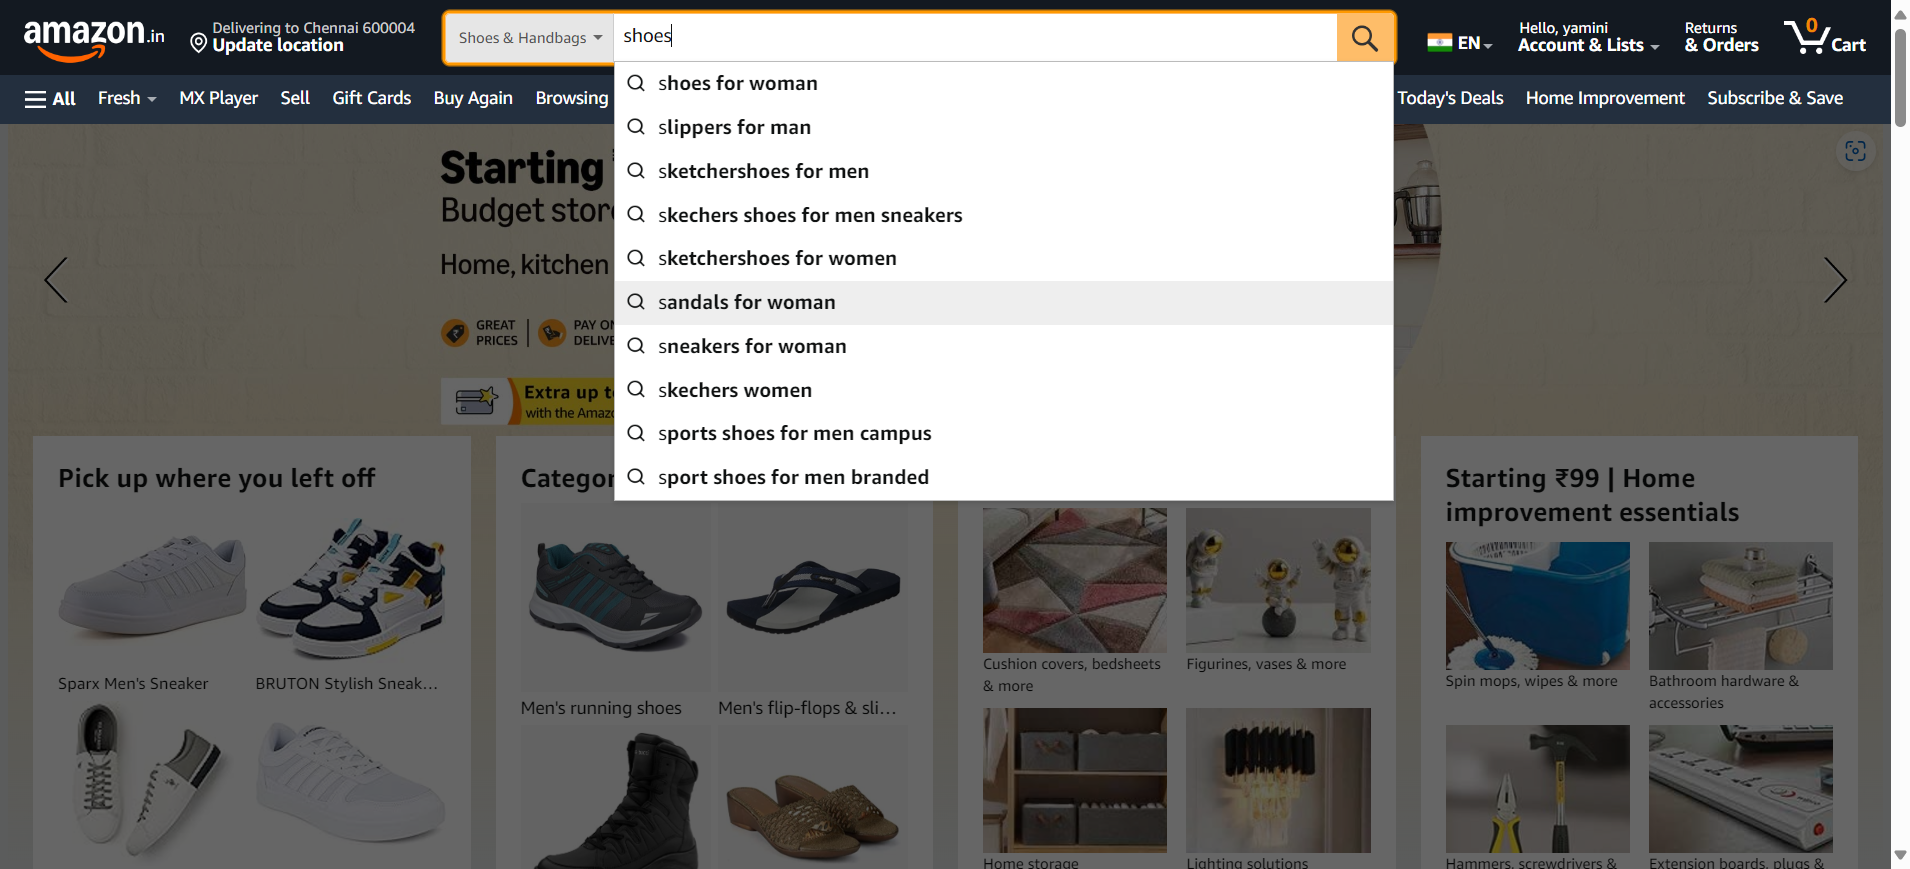 amazon.in
Delivering to Chennai 600004
Update location
Shoes & Handbags
shoes
EN
Hello, yamini
Account & Lists
Returns
& Orders
0
Cart
All
Fresh
MX Player
Sell
Gift Cards
Buy Again
Browsing
Today's Deals
Home Improvement
Subscribe & Save
shoes for woman
slippers for man
sketchershoes for men
skechers shoes for men sneakers
sketchershoes for women
sandals for woman
sneakers for woman
skechers women
sports shoes for men campus
sport shoes for men branded
Starting
Budget stor
Home, kitchen
GREAT
PRICES
PAY ON
DELIVE
Extra up t
with the Amaz
Pick up where you left off
Sparx Men's Sneaker
BRUTON Stylish Sneak...
Categor
Men's running shoes
Men's flip-flops & sli...
Cushion covers, bedsheets
& more
Figurines, vases & more
Home storage
Lighting solutions
Starting ₹99 | Home
improvement essentials
Spin mops, wipes & more
Bathroom hardware &
accessories
Hammers, screwdrivers &
Extension boards, plugs &